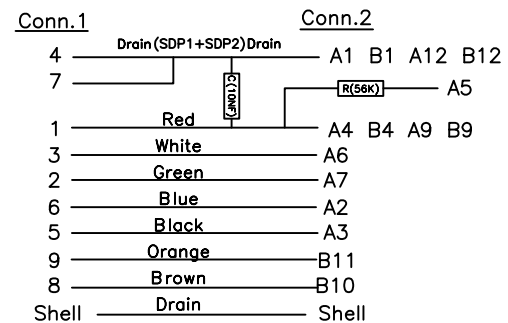 Conn.1 Conn.2
4 Drain(SDP1+SDP2)Drain A1 B1 A12 B12
7
C(10NF)
R(56K) A5
1 Red A4 B4 A9 B9
3 White A6
2 Green A7
6 Blue A2
5 Black A3
9 Orange B11
8 Brown B10
Shell Drain Shell